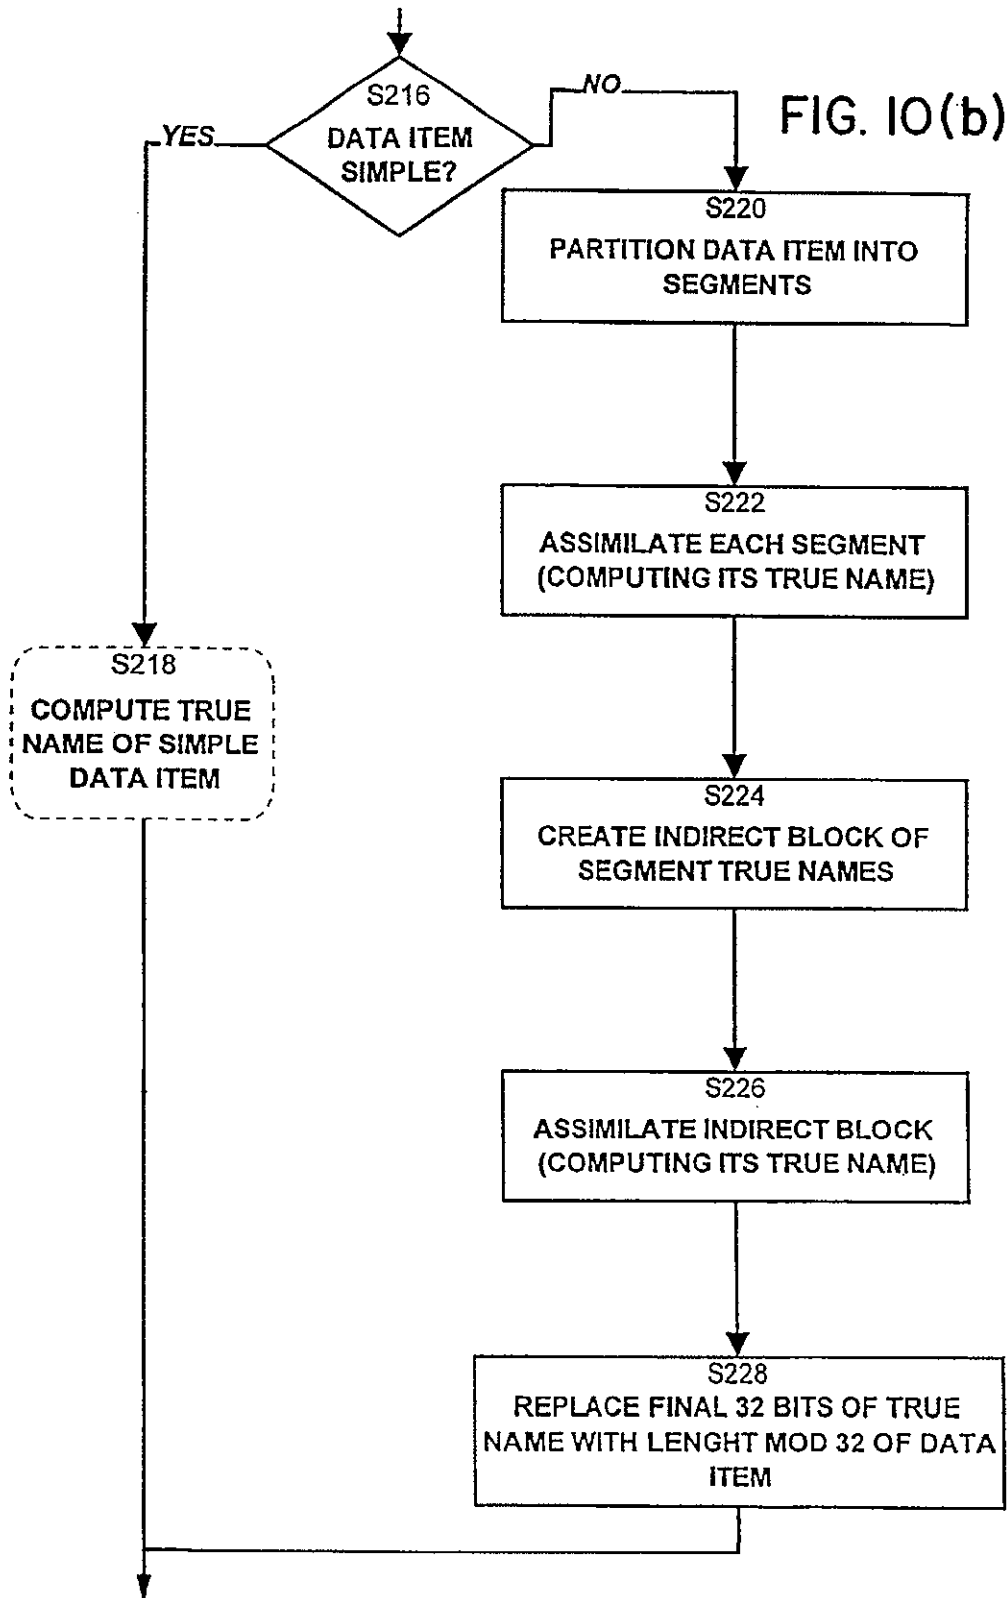 FIG. 10(b)
S216
DATA ITEM
SIMPLE?
YES
NO
S220
PARTITION DATA ITEM INTO
SEGMENTS
S222
ASSIMILATE EACH SEGMENT
(COMPUTING ITS TRUE NAME)
S218
COMPUTE TRUE
NAME OF SIMPLE
DATA ITEM
S224
CREATE INDIRECT BLOCK OF
SEGMENT TRUE NAMES
S226
ASSIMILATE INDIRECT BLOCK
(COMPUTING ITS TRUE NAME)
S228
REPLACE FINAL 32 BITS OF TRUE
NAME WITH LENGHT MOD 32 OF DATA
ITEM